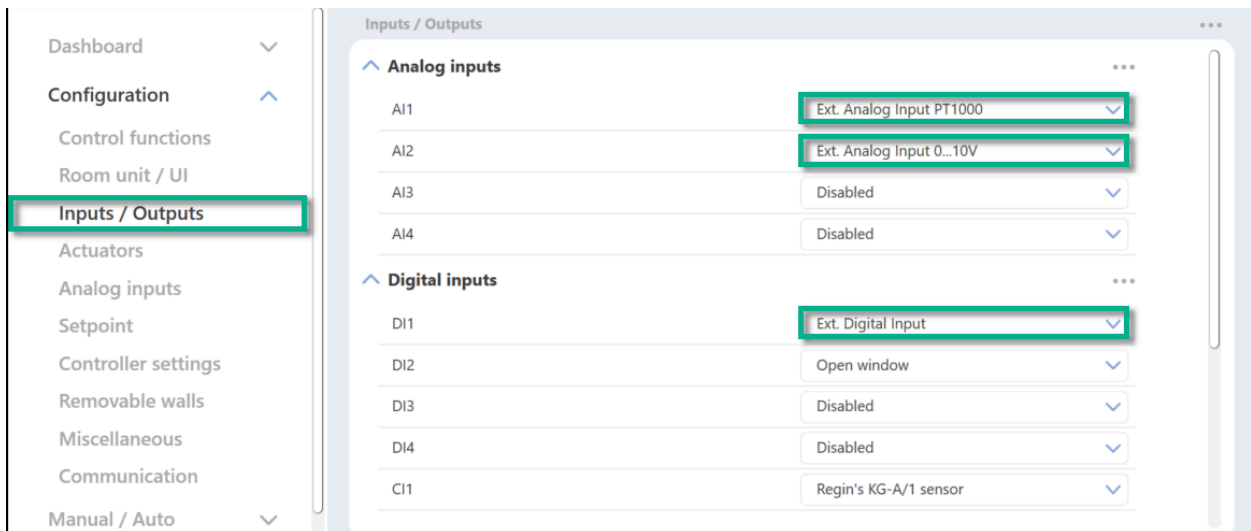 Dashboard
Configuration
Control functions
Room unit / UI
Inputs / Outputs
Actuators
Analog inputs
Setpoint
Controller settings
Removable walls
Miscellaneous
Communication
Manual / Auto
Inputs / Outputs
Analog inputs
AI1 Ext. Analog Input PT1000
AI2 Ext. Analog Input 0...10V
AI3 Disabled
AI4 Disabled
Digital inputs
DI1 Ext. Digital Input
DI2 Open window
DI3 Disabled
DI4 Disabled
CI1 Regin's KG-A/1 sensor